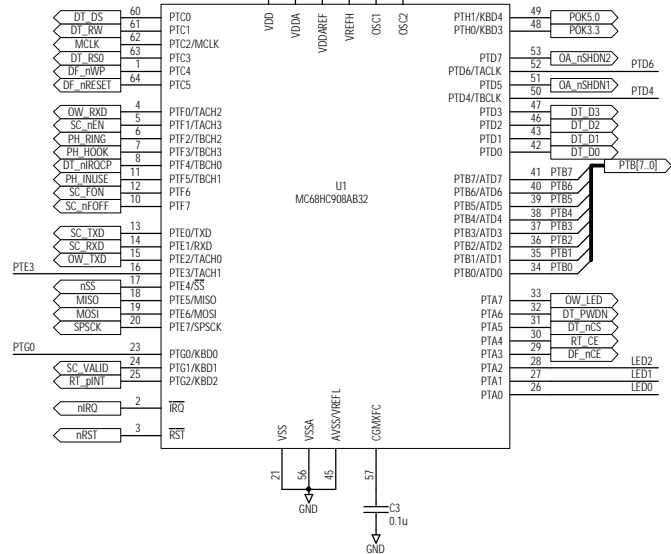 VDD VDDA VDDAREF VREFH OSC1 OSC2
DT_DS 60 PTC0
DT_RW 61 PTC1
MCLK 62 PTC2/MCLK
DT_RS0 63 PTC3
DF_nWP 1 PTC4
DF_nRESET 64 PTC5
OW_RXD 4 PTF0/TACH2
SC_nEN 5 PTF1/TACH3
PH_RING 6 PTF2/TBCH2
PH_HOOK 7 PTF3/TBCH3
DT_nIRQCP 8 PTF4/TBCH0
PH_INUSE 11 PTF5/TBCH1
SC_FON 12 PTF6
SC_nFOFF 10 PTF7
SC_TXD 13 PTE0/TXD
SC_RXD 14 PTE1/RXD
OW_TXD 15 PTE2/TACH0
PTE3 16 PTE3/TACH1
nSS 17 PTE4/SS
MISO 18 PTE5/MISO
MOSI 19 PTE6/MOSI
SPSCK 20 PTE7/SPSCK
PTG0 23 PTG0/KBD0
SC_VALID 24 PTG1/KBD1
RT_pINT 25 PTG2/KBD2
nIRQ 2 IRQ
nRST 3 RST
U1
MC68HC908AB32
PTH1/KBD4 49 POK5.0
PTH0/KBD3 48 POK3.3
PTD7 53 OA_nSHDN2
PTD6/TACLK 52 PTD6
PTD5 51 OA_nSHDN1
PTD4/TBCLK 50 PTD4
PTD3 47 DT_D3
PTD2 46 DT_D2
PTD1 43 DT_D1
PTD0 42 DT_D0
PTB[7..0]
PTB7/ATD7 41 PTB7
PTB6/ATD6 40 PTB6
PTB5/ATD5 39 PTB5
PTB4/ATD4 38 PTB4
PTB3/ATD3 37 PTB3
PTB2/ATD2 36 PTB2
PTB1/ATD1 35 PTB1
PTB0/ATD0 34 PTB0
PTA7 33 OW_LED
PTA6 32 DT_PWDN
PTA5 31 DT_nCS
PTA4 30 RT_CE
PTA3 29 DF_nCE
PTA2 28 LED2
PTA1 27 LED1
PTA0 26 LED0
VSS VSSA AVSS/VREFL CGMXFC
21 56 45 57
GND
C3
0.1u
GND